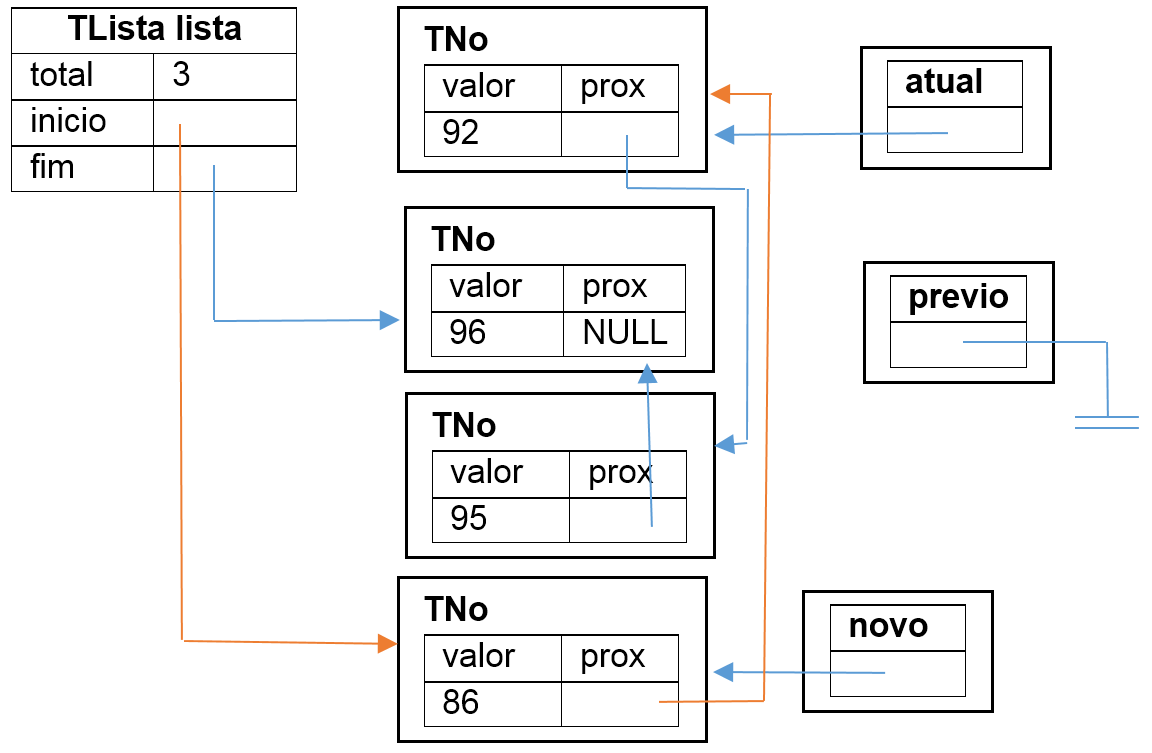 TLista lista
total 3
inicio
fim
TNo
valor prox
92
TNo
valor prox
96 NULL
TNo
valor prox
95
TNo
valor prox
86
atual
previo
novo